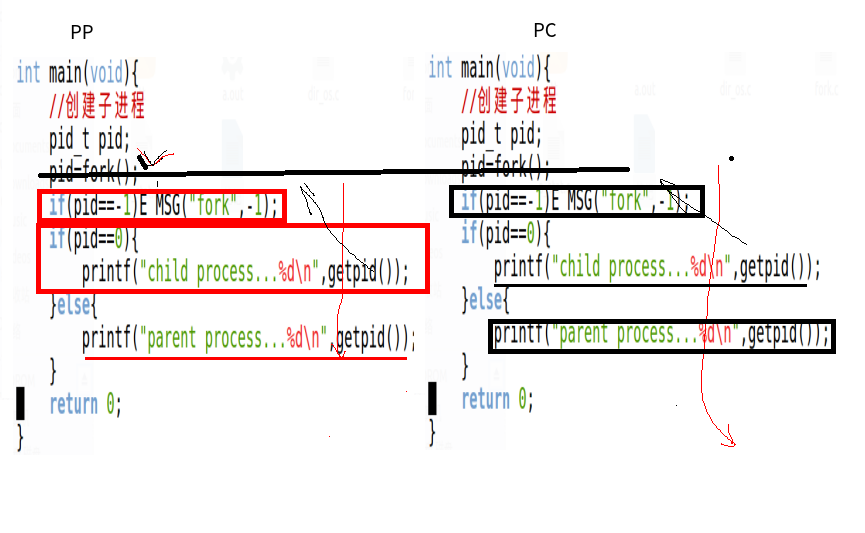 PP
int main(void){
//创建子进程
pid_t pid;
pid=fork();
if(pid==-1)E_MSG("fork",-1);
if(pid==0){
printf("child process...%d\n",getpid());
}else{
printf("parent process...%d\n",getpid());
}
return 0;
}
PC
int main(void){
//创建子进程
pid_t pid;
pid=fork();
if(pid==-1)E_MSG("fork",-1);
if(pid==0){
printf("child process...%d\n",getpid());
}else{
printf("parent process...%d\n",getpid());
}
return 0;
}